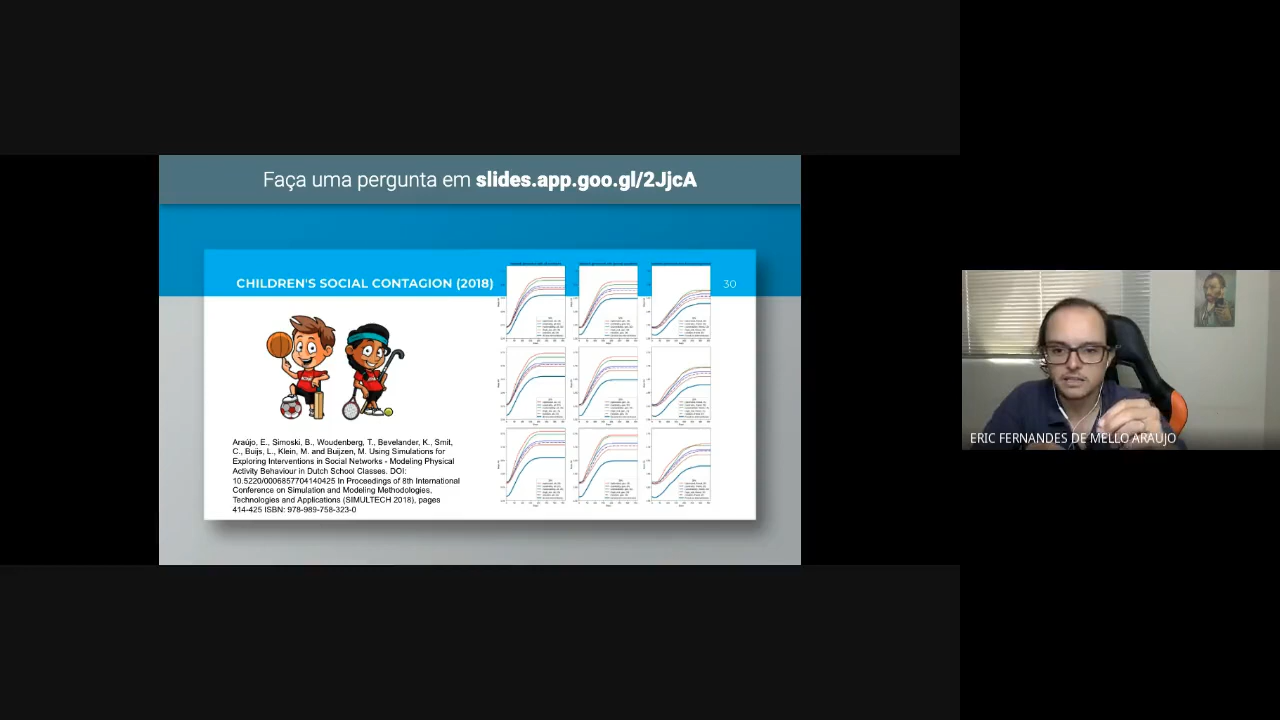 Faça uma pergunta em slides.app.goo.gl/2JjcA
CHILDREN'S SOCIAL CONTAGION (2018)
30
Araújo, E., Simoski, B., Woudenberg, T., Bevelander, K., Smit,
C., Buijs, L., Klein, M. and Buijzen, M. Using Simulations for
Exploring Interventions in Social Networks - Modeling Physical
Activity Behaviour in Dutch School Classes. DOI:
10.5220/0006857704140425 In Proceedings of 8th International
Conference on Simulation and Modeling Methodologies,
Technologies and Applications (SIMULTECH 2018), pages
414-425 ISBN: 978-989-758-323-0
ERIC FERNANDES DE MELLO ARAUJO